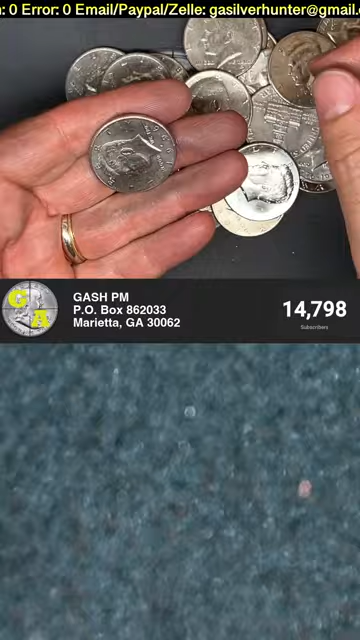 : 0 Error: 0 Email/Paypal/Zelle: gasilverhunter@gmail.
GASH PM
P.O. Box 862033
Marietta, GA 30062
14,798
Subscribers
G
A